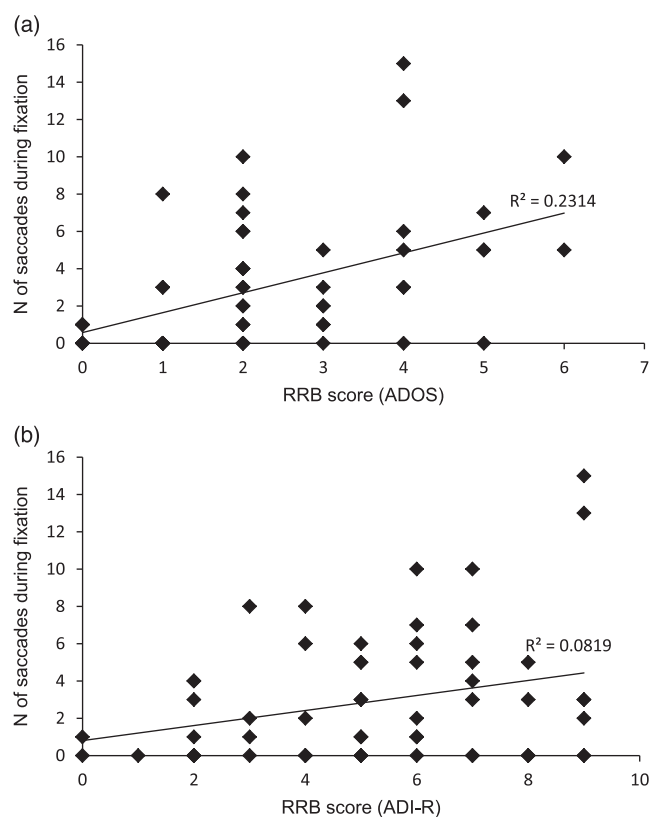 (a)
16
14
12
10
8
6
4
2
0
N of saccades during fixation
R² = 0.2314
0 1 2 3 4 5 6 7
RRB score (ADOS)
(b)
16
14
12
10
8
6
4
2
0
N of saccades during fixation
R² = 0.0819
0 2 4 6 8 10
RRB score (ADI-R)